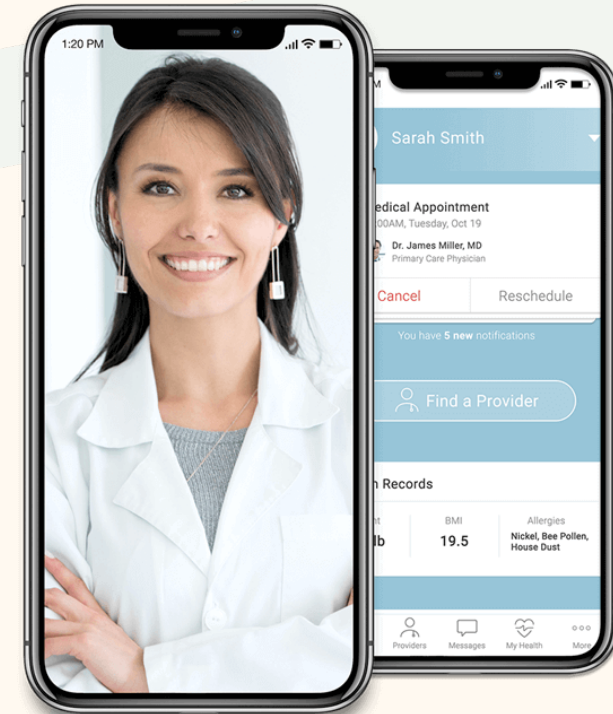 1:20 PM
M
Sarah Smith
edical Appointment
:00AM, Tuesday, Oct 19
Dr. James Miller, MD
Primary Care Physician
Cancel
Reschedule
You have 5 new notifications
Find a Provider
n Records
nt
BMI
Allergies
lb
19.5
Nickel, Bee Pollen,
House Dust
Providers
Messages
My Health
More